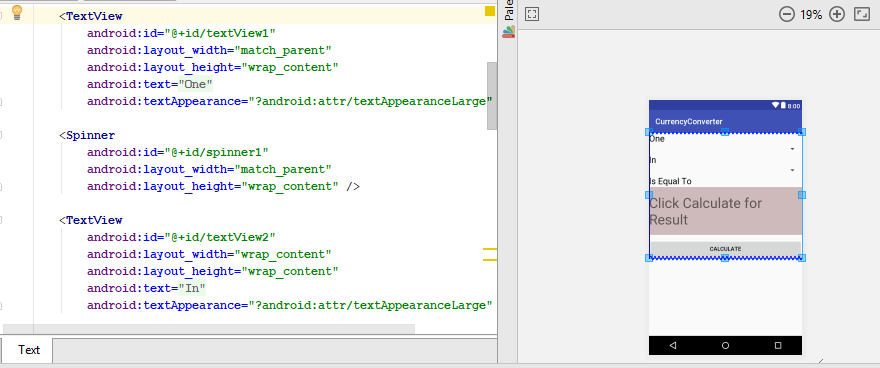 <TextView
android:id="@+id/textView1"
android:layout_width="match_parent"
android:layout_height="wrap_content"
android:text="One"
android:textAppearance="?android:attr/textAppearanceLarge"
<Spinner
android:id="@+id/spinner1"
android:layout_width="match_parent"
android:layout_height="wrap_content" />
<TextView
android:id="@+id/textView2"
android:layout_width="wrap_content"
android:layout_height="wrap_content"
android:text="In"
android:textAppearance="?android:attr/textAppearanceLarge"
Text
Pale
19%
8:00
CurrencyConverter
One
In
Is Equal To
Click Calculate for
Result
CALCULATE